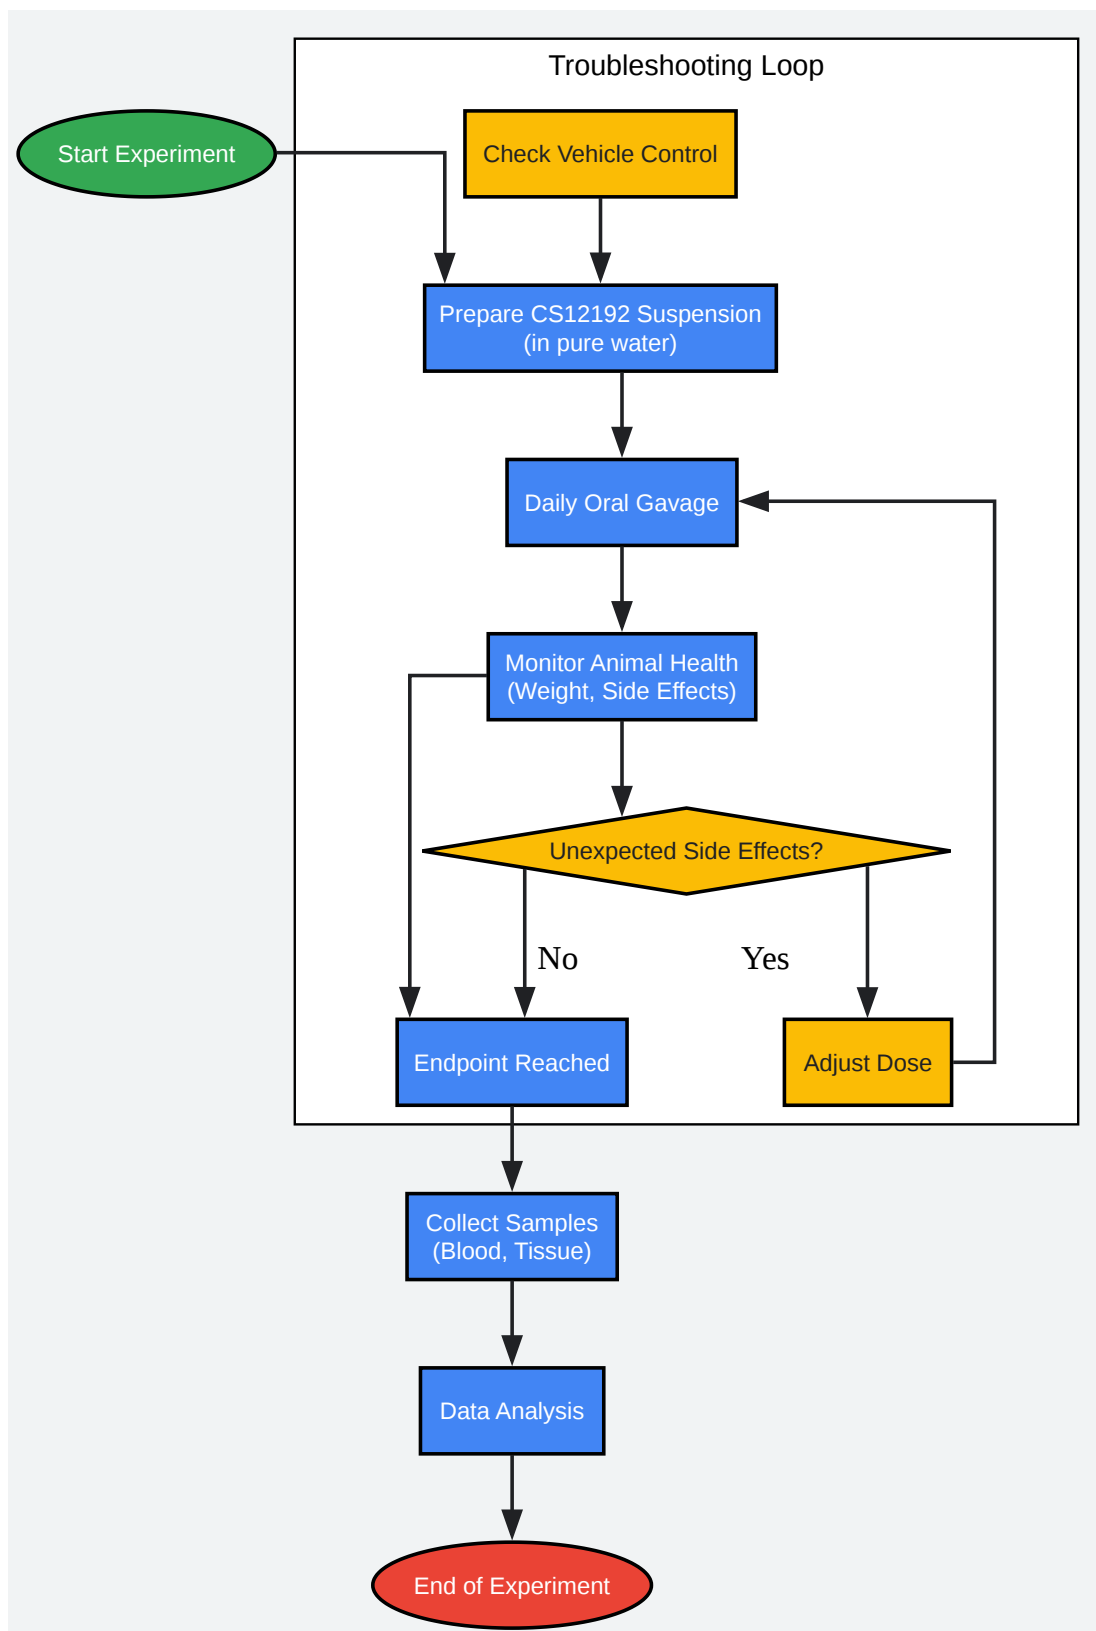 Troubleshooting Loop
Start Experiment
Check Vehicle Control
Prepare CS12192 Suspension
(in pure water)
Daily Oral Gavage
Monitor Animal Health
(Weight, Side Effects)
Unexpected Side Effects?
No
Yes
Endpoint Reached
Adjust Dose
Collect Samples
(Blood, Tissue)
Data Analysis
End of Experiment